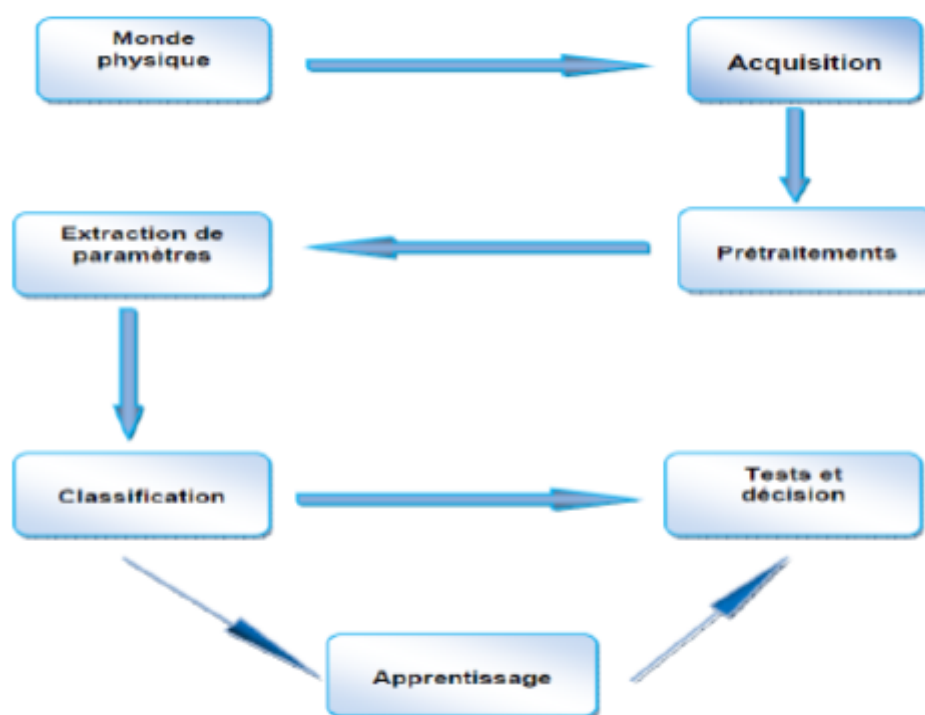 Monde
physique
Acquisition
Extraction de
paramètres
Prétraitements
Classification
Tests et
décision
Apprentissage